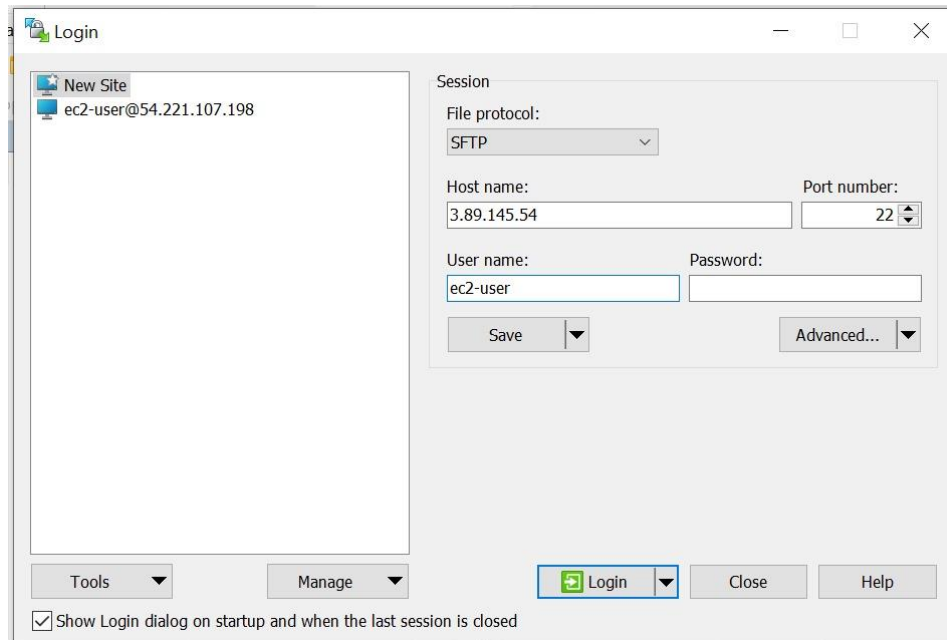 Login
New Site
ec2-user@54.221.107.198
Session
File protocol:
SFTP
Host name:
Port number:
3.89.145.54
22
User name:
Password:
ec2-user
Save
Advanced...
Tools
Manage
Login
Close
Help
Show Login dialog on startup and when the last session is closed